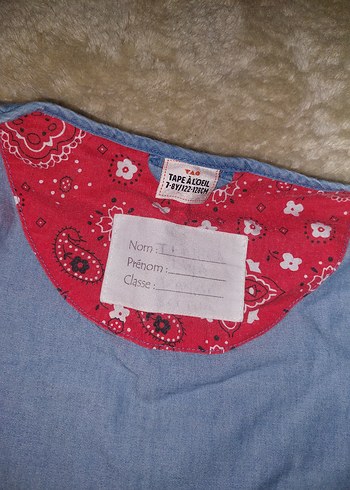 TAO
TAPE À L'OEIL
7-8Y/122-128CM
Nom :
Prénom :
Classe :